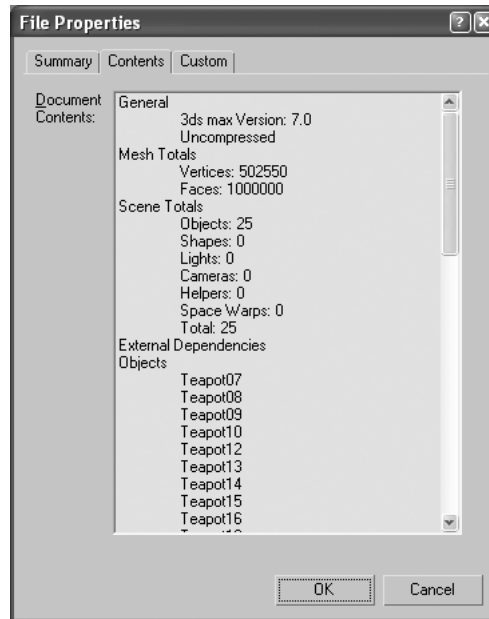 File Properties
Summary Contents Custom
Document
Contents:
General
3ds max Version: 7.0
Uncompressed
Mesh Totals
Vertices: 502550
Faces: 1000000
Scene Totals
Objects: 25
Shapes: 0
Lights: 0
Cameras: 0
Helpers: 0
Space Warps: 0
Total: 25
External Dependencies
Objects
Teapot07
Teapot08
Teapot09
Teapot10
Teapot12
Teapot13
Teapot14
Teapot15
Teapot16
OK Cancel